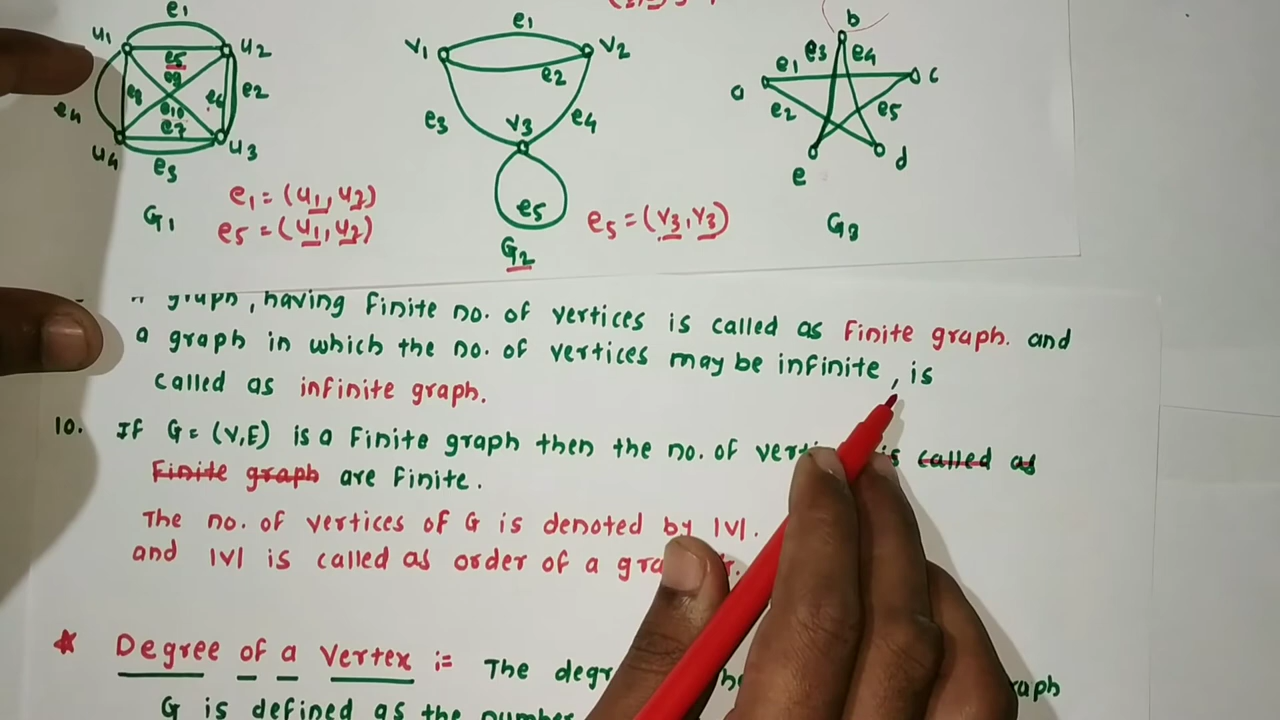 e1
u1
u2
e5
e9
e8
e6
e2
e10
e4
e7
u4
u3
e3
G1
e1 = (u1, u2)
e5 = (u1, u2)
e1
v1
v2
e2
e3
v3
e4
e5
G2
e5 = (v3, v3)
b
e3 e4
e1
c
a
e2
e5
e
d
G3
graph, having finite no. of vertices is called as Finite graph. and
a graph in which the no. of vertices may be infinite, is
called as infinite graph.
10. If G = (V,E) is a Finite graph then the no. of is called as
Finite graph are finite.
The no. of vertices of G is denoted by |V|.
and |V| is called as order of a
* Degree of a Vertex :- The
G is defined as the number